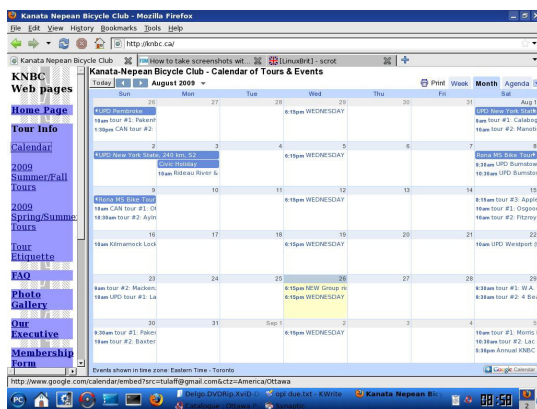 Kanata Nepean Bicycle Club - Mozilla Firefox
File Edit View History Bookmarks Tools Help
http://knbc.ca/
Kanata Nepean Bicycle Club
How to take screenshots wit...
[LinuxBrit] - scrot
KNBC
Web pages
Home Page
Tour Info
Calendar
2009
Summer/Fall
Tours
2009
Spring/Summe
Tours
Tour
Etiquette
FAQ
Photo
Gallery
Our
Executive
Membership
Form
Kanata-Nepean Bicycle Club - Calendar of Tours & Events
Today August 2009 Print Week Month Agenda
Sun Mon Tue Wed Thu Fri Sat
26 27 28 29 30 31 Aug 1
UPD Pembroke 6:15pm WEDNESDAY UPD New York State
10am tour #1: Pakenh 8am tour #1: Calabog
1:30pm CAN tour #2: 10am tour #2: Manoti
2 3 4 5 6 7 8
UPD New York State, 240 km, S2 6:15pm WEDNESDAY Rona MS Bike Tour
Civic Holiday 8:30am UPD Burnstow
10am Rideau River & 10:30am UPD Burnsto
9 10 11 12 13 14 15
Rona MS Bike Tour 6:15pm WEDNESDAY 8:15am tour #3: Apple
10am CAN tour #1: Ot 10am tour #1: Osgoo
10:30am tour #2: Ayln 10am tour #2: Fitzroy
16 17 18 19 20 21 22
10am Kilmarnock Lock 6:15pm WEDNESDAY 10am UPD Westport (
23 24 25 26 27 28 29
9am tour #2: Macken 6:15pm NEW Group ri 9:30am tour #1: W.A.
10am UPD tour #1: La 6:15pm WEDNESDAY 9:30am tour #2: 4 Bea
30 31 Sep 1 2 3 4 5
9:30am tour #1: Paker 6:15pm WEDNESDAY 10am tour #1: Morris
10am tour #2: Baxter 10:30am tour #2: Lac
5:30pm Annual KNBC
Events shown in time zone: Eastern Time - Toronto Google Calendar
http://www.google.com/calendar/embed?src=tulaff@gmail.com&ctz=America/Ottawa
Delgo.DVDRip.XviD-D opl due.txt - KWrite Kanata Nepean Bic
Catalogue - Ottawa P Synaptic